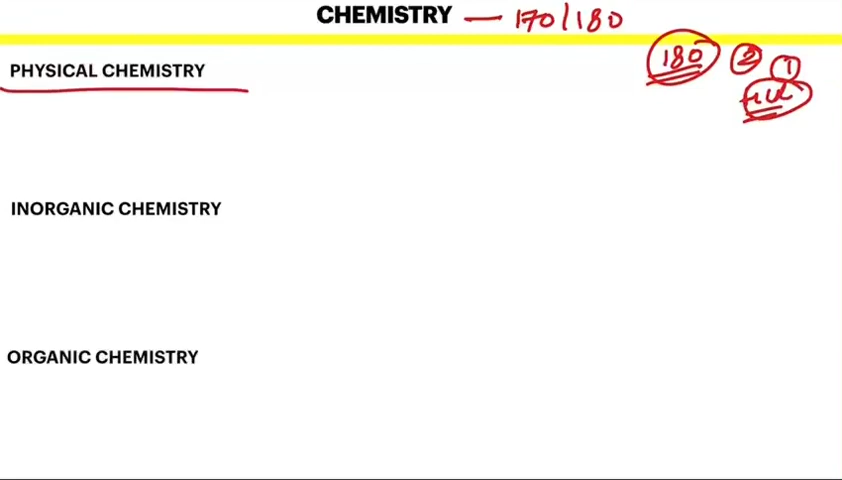 CHEMISTRY — 170/180
180 2 1
PHYSICAL CHEMISTRY
INORGANIC CHEMISTRY
ORGANIC CHEMISTRY